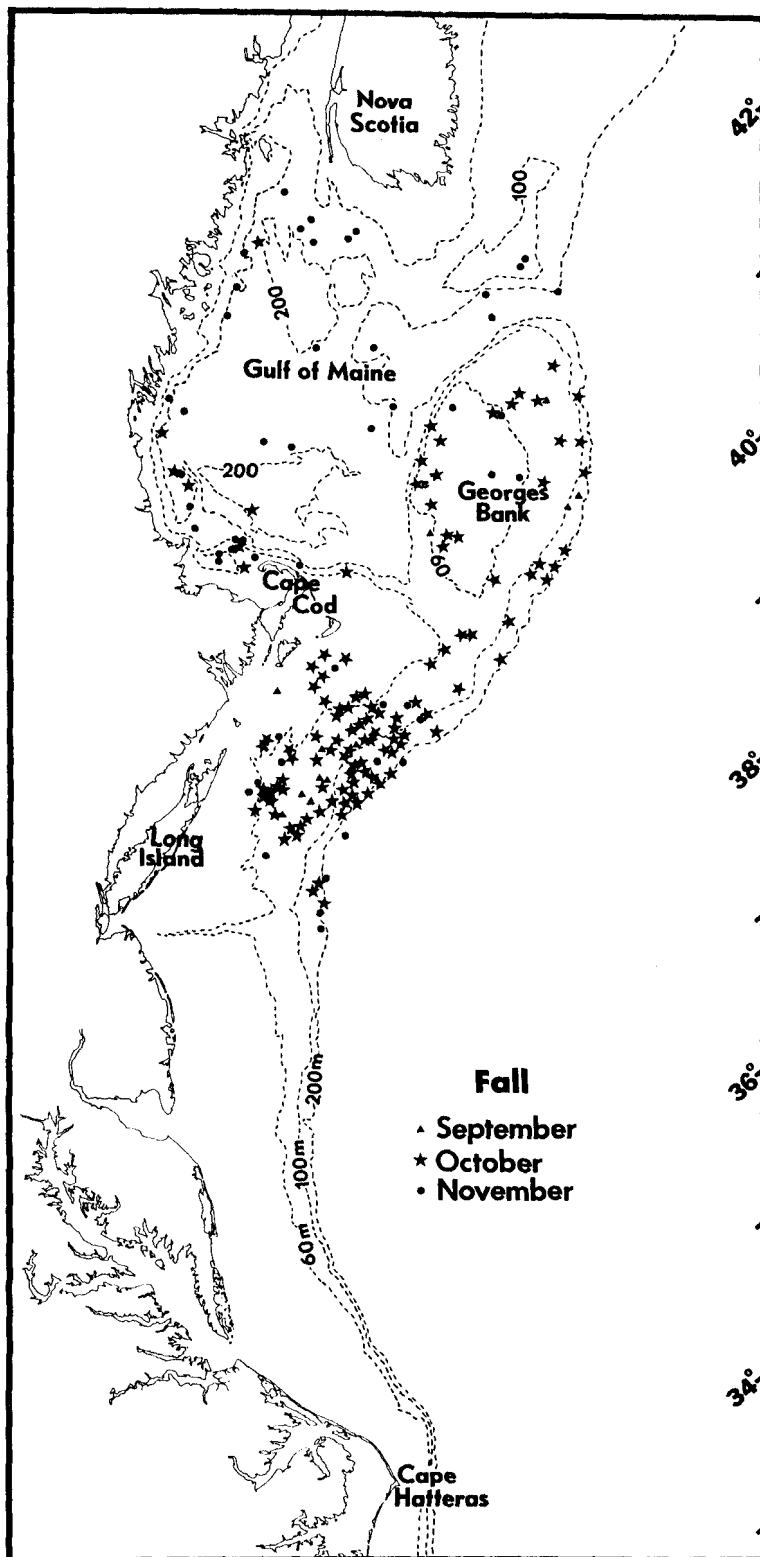 Nova
Scotia
42°
100
200
Gulf of Maine
40°
200
Georges
Bank
60
Cape
Cod
38°
Long
Island
Fall
36°
200m
September
100m
October
November
60m
34°
Cape
Hatteras